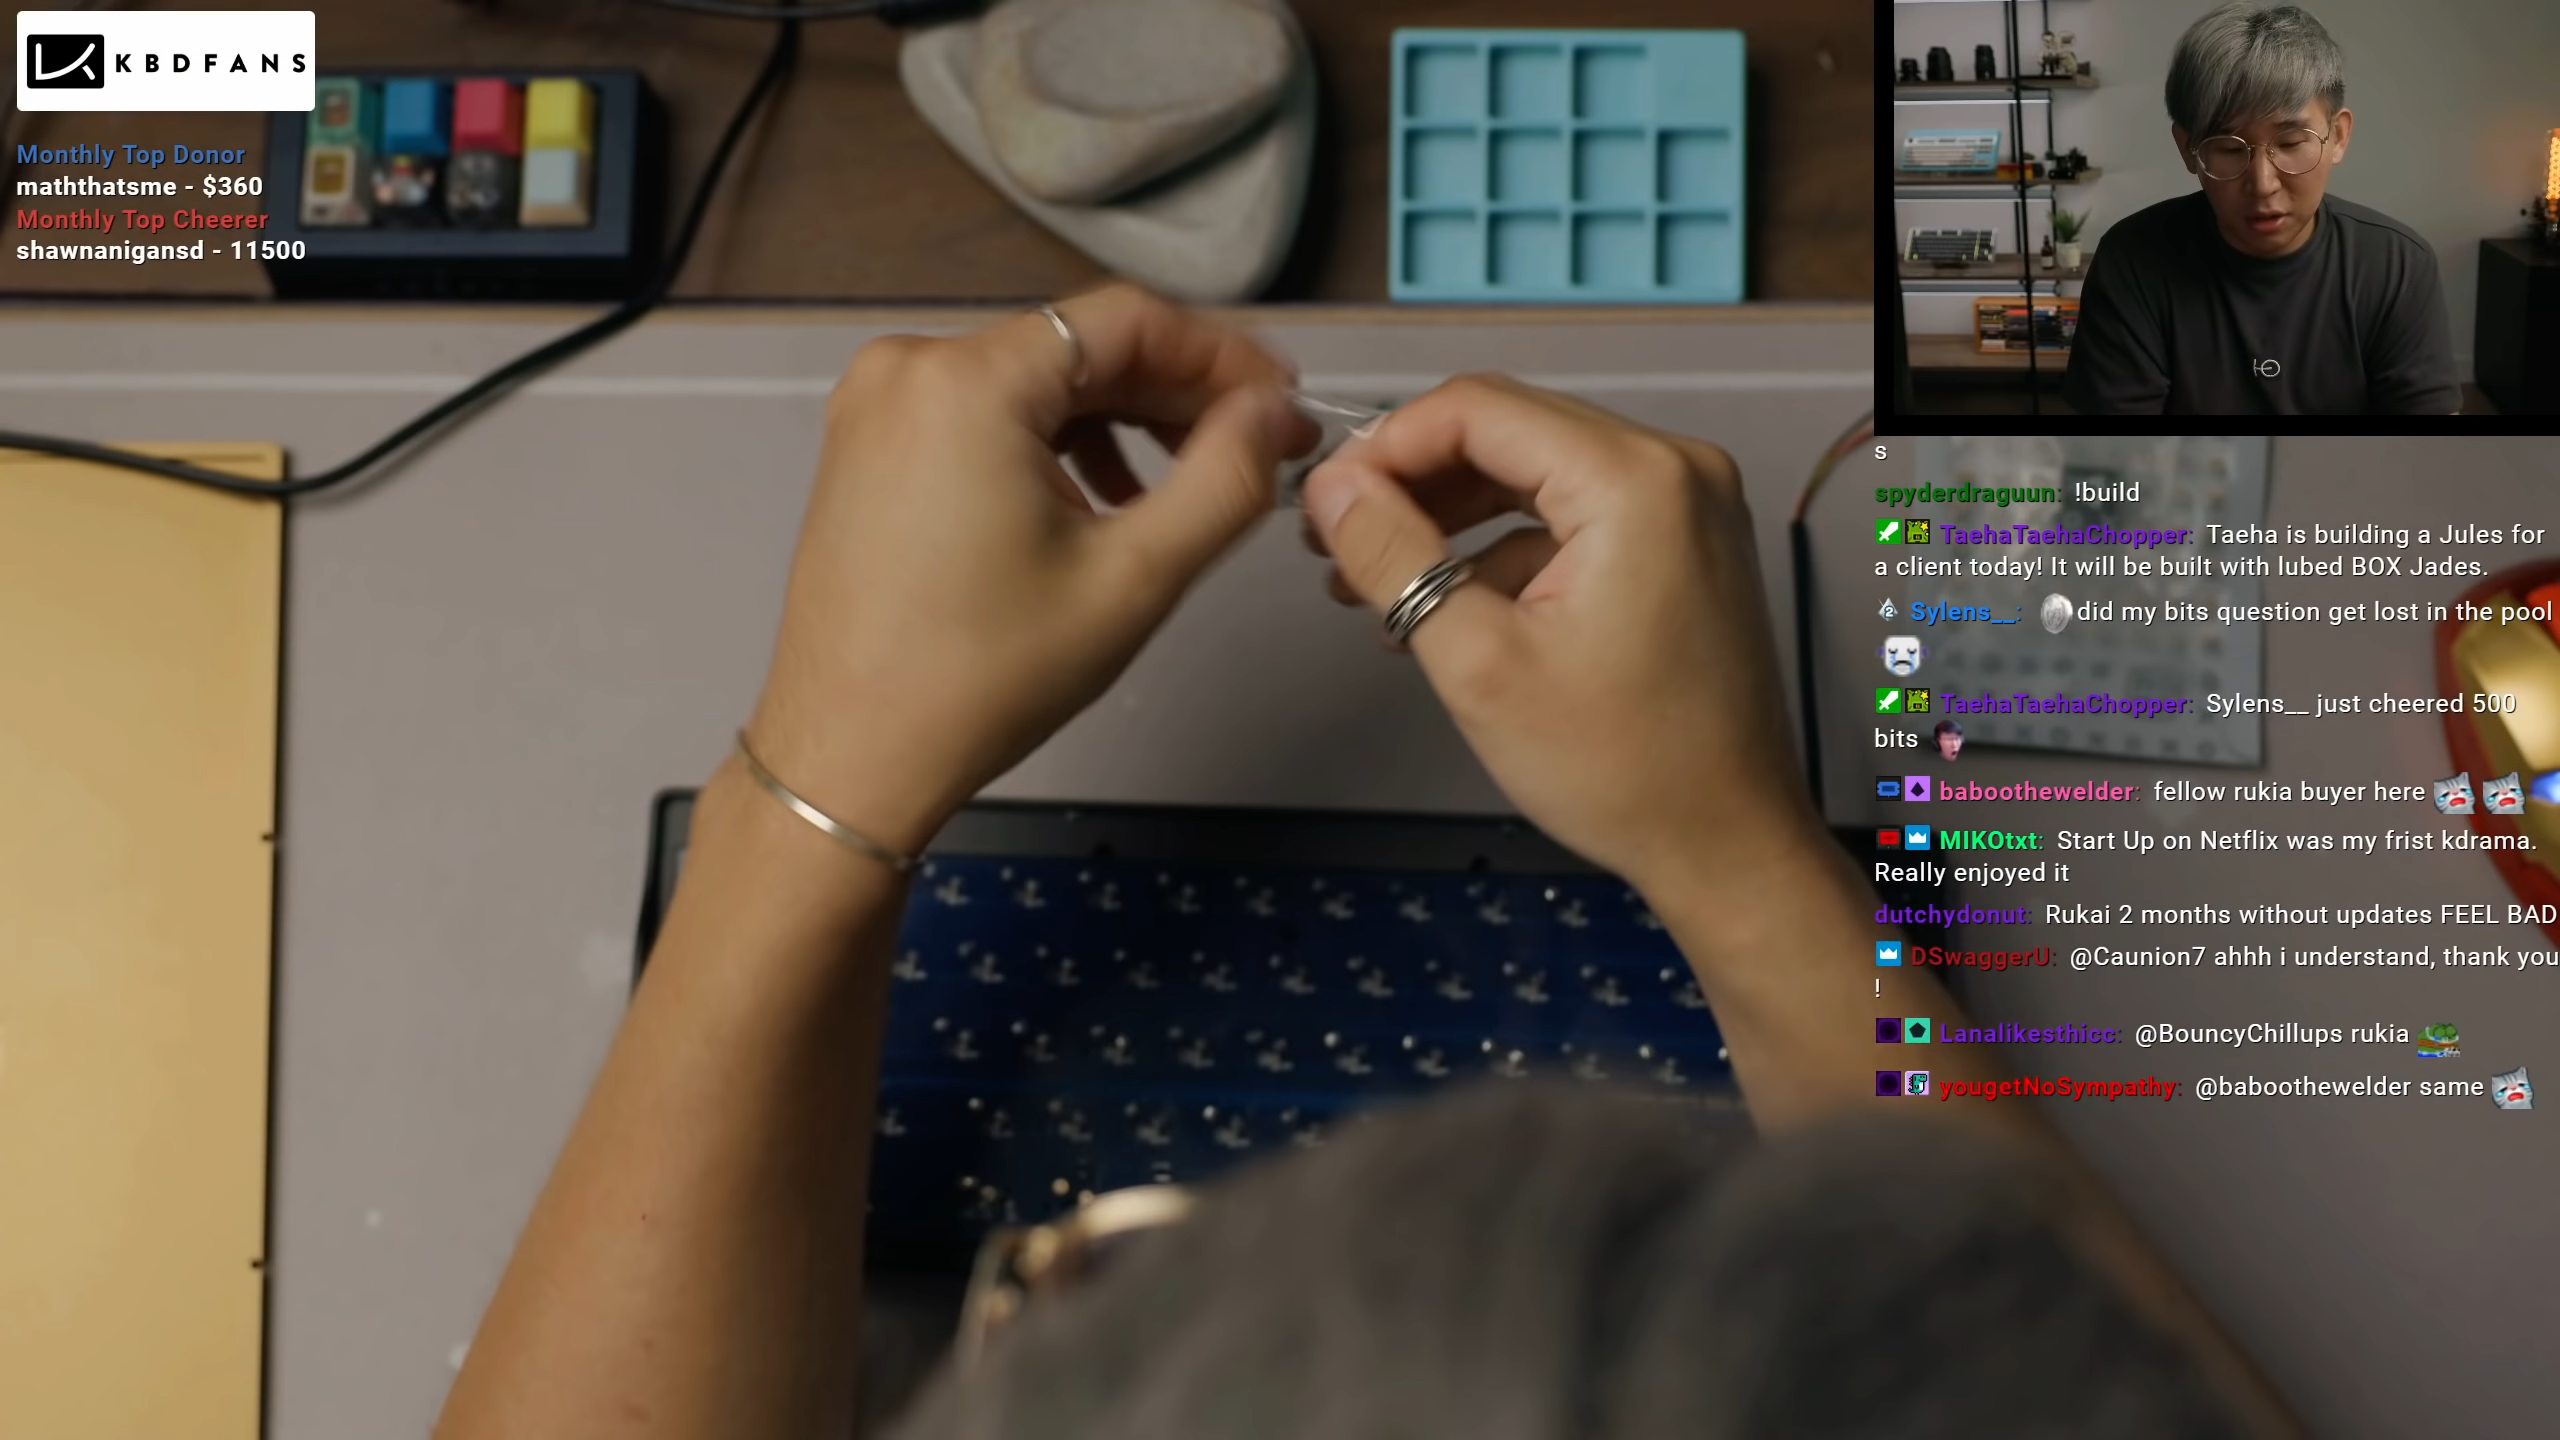 KBDFANS
Monthly Top Donor
maththatsme - $360
Monthly Top Cheerer
shawnanigansd - 11500
s
spyderdraguun: !build
TaehaTaehaChopper: Taeha is building a Jules for
a client today! It will be built with lubed BOX Jades.
2 Sylens__: did my bits question get lost in the pool
TaehaTaehaChopper: Sylens__ just cheered 500
bits
baboothewelder: fellow rukia buyer here
MIKOtxt: Start Up on Netflix was my frist kdrama.
Really enjoyed it
dutchydonut: Rukai 2 months without updates FEEL BAD
DSwaggerU: @Caunion7 ahhh i understand, thank you
!
Lanalikesthicc: @BouncyChillups rukia
yougetNoSympathy: @baboothewelder same